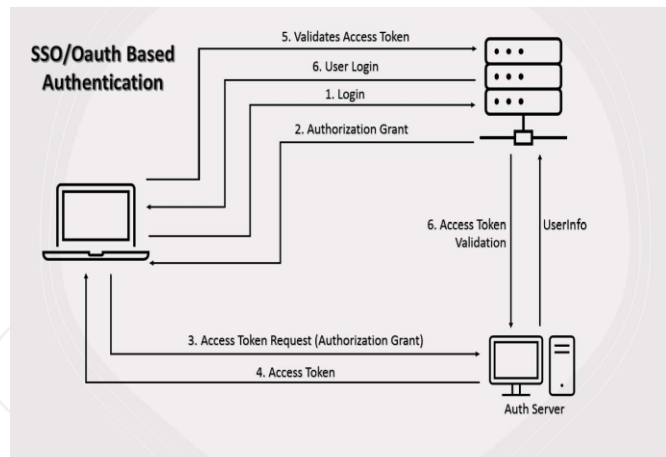 SSO/Oauth Based
Authentication
5. Validates Access Token
6. User Login
1. Login
2. Authorization Grant
6. Access Token
Validation
UserInfo
3. Access Token Request (Authorization Grant)
4. Access Token
Auth Server